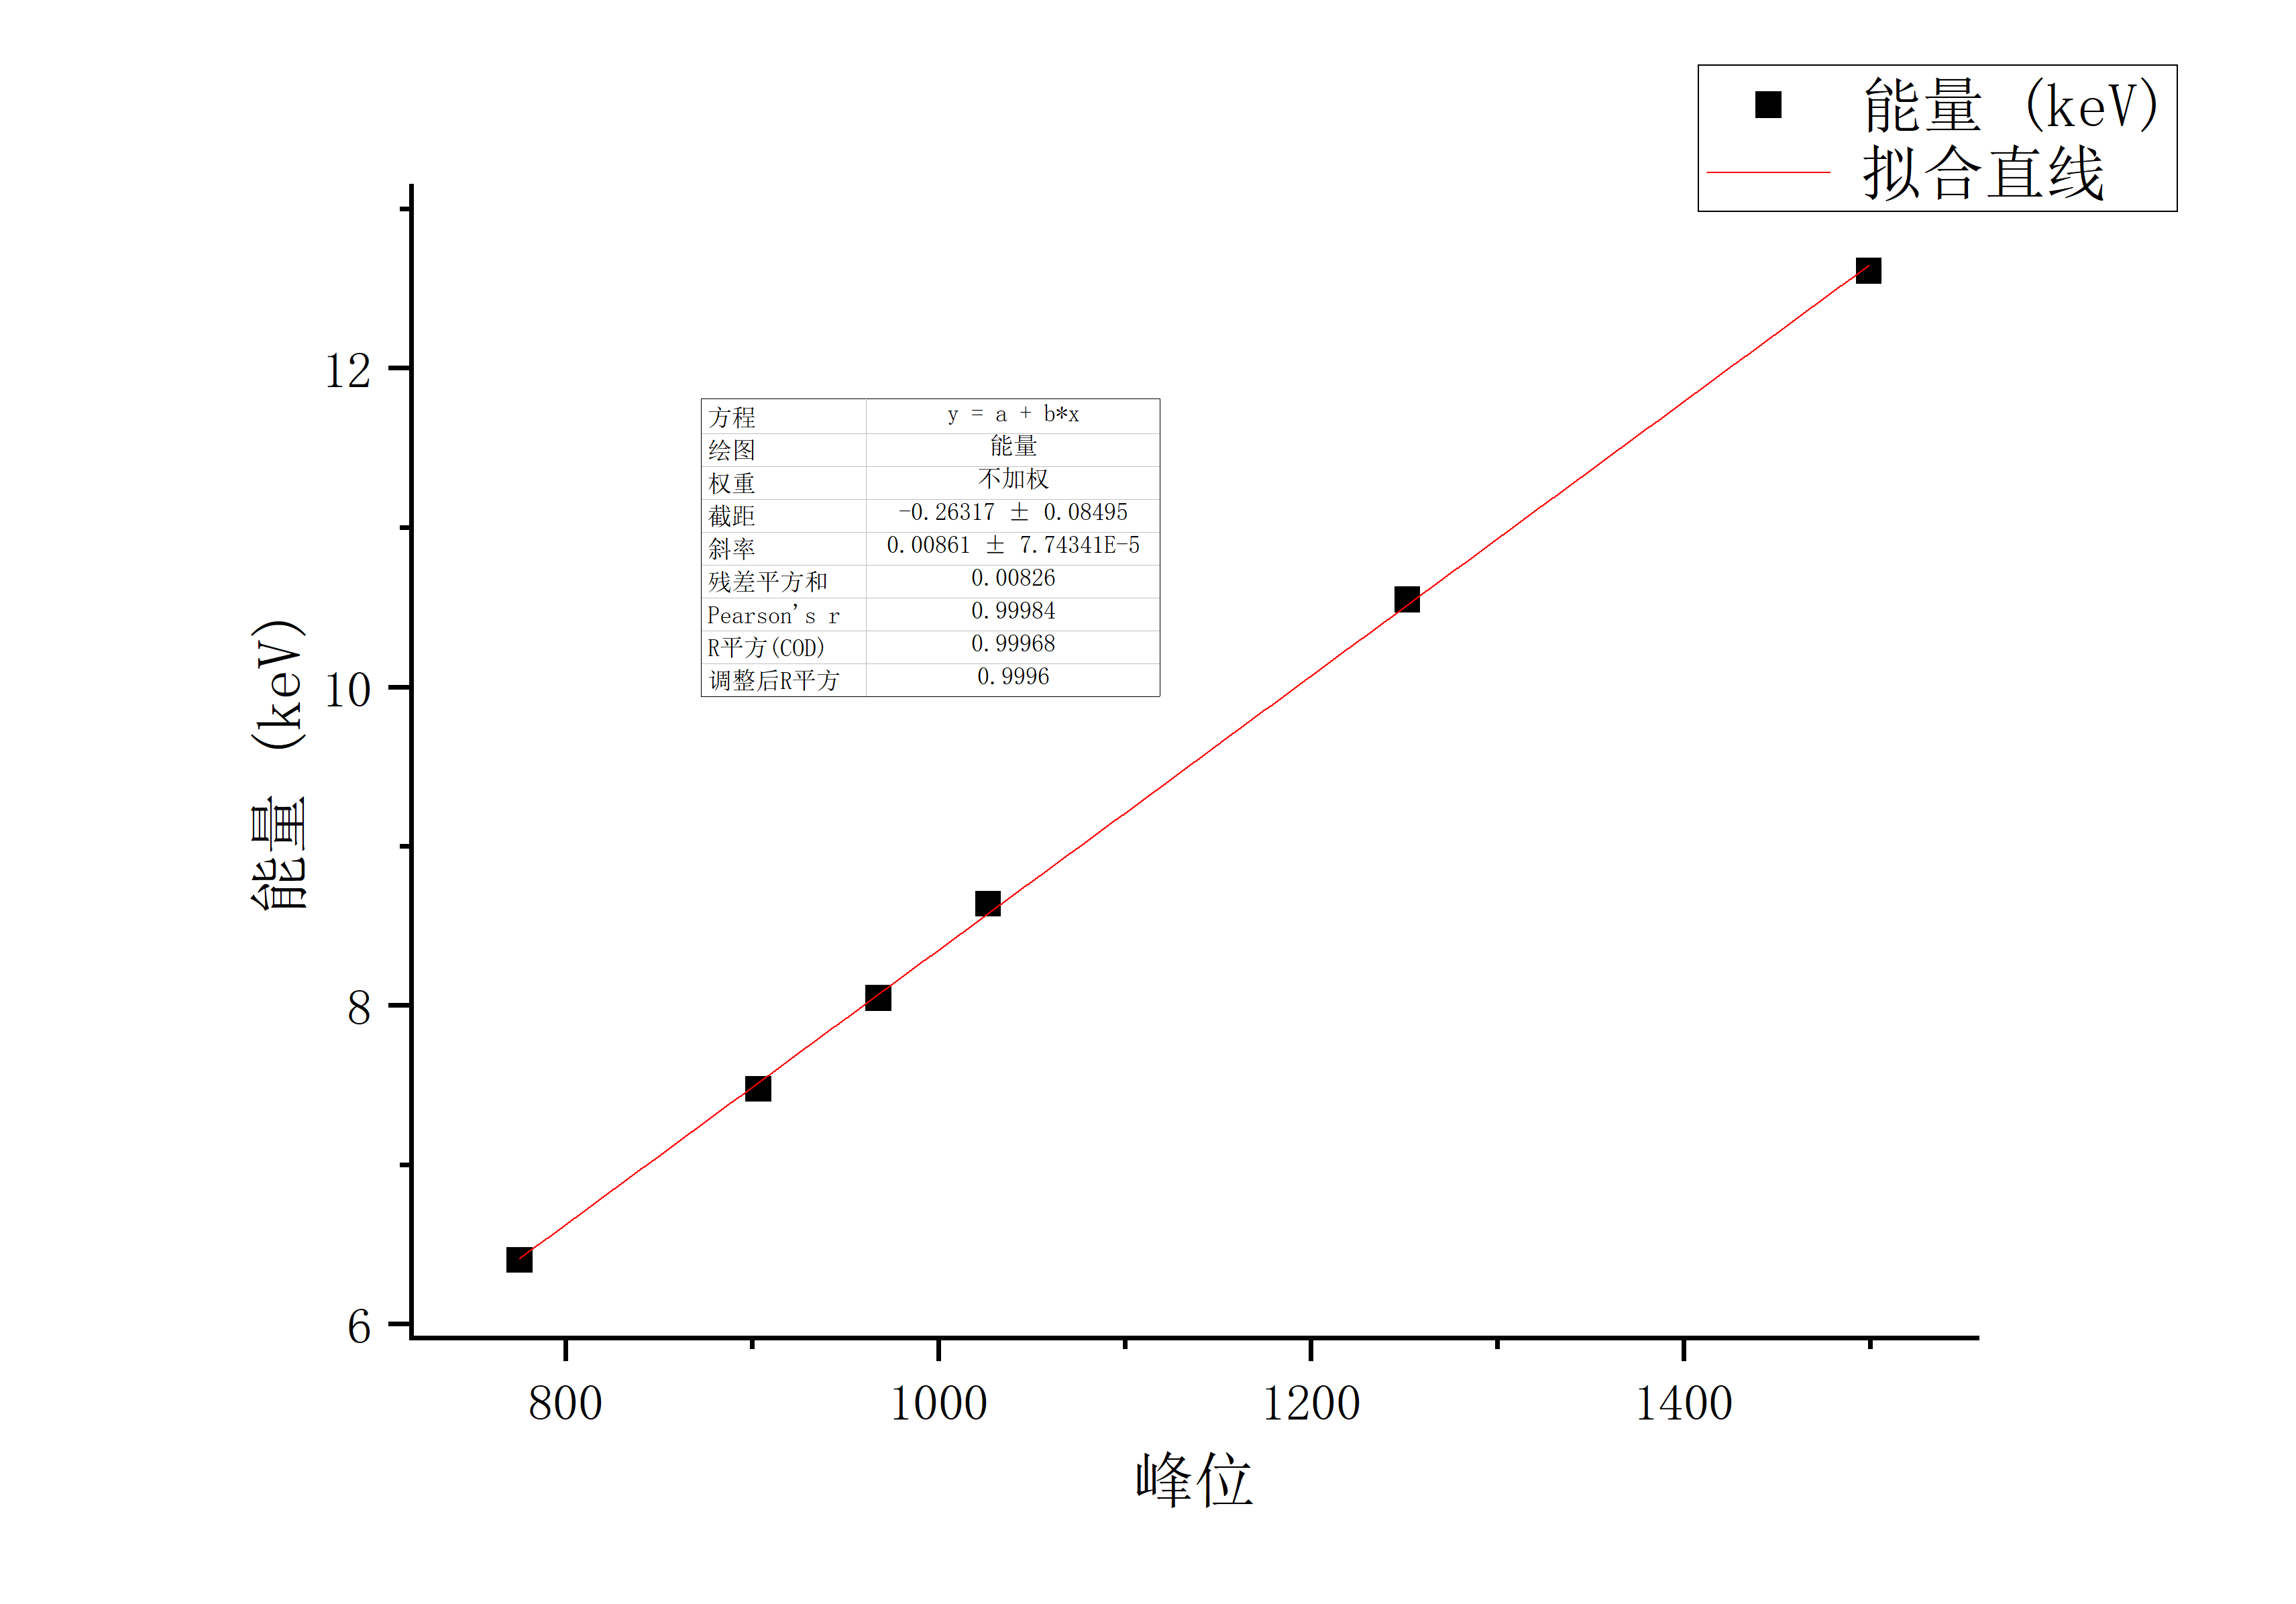 能量 (keV)
拟合直线
12
10
8
6
能量 (keV)
方程 y = a + b*x
绘图 能量
权重 不加权
截距 -0.26317 ± 0.08495
斜率 0.00861 ± 7.74341E-5
残差平方和 0.00826
Pearson's r 0.99984
R平方(COD) 0.99968
调整后R平方 0.9996
800 1000 1200 1400
峰位